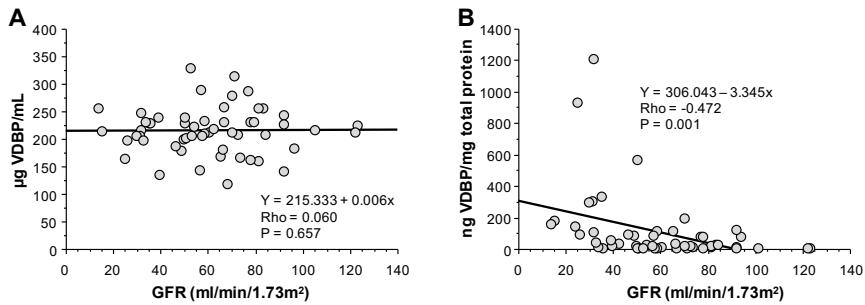 A
µg VDBP/mL
400
350
300
250
200
150
100
50
0
Y = 215.333 + 0.006x
Rho = 0.060
P = 0.657
0 20 40 60 80 100 120 140
GFR (ml/min/1.73m²)
B
ng VDBP/mg total protein
1400
1200
1000
800
600
400
200
0
Y = 306.043 – 3.345x
Rho = -0.472
P = 0.001
0 20 40 60 80 100 120 140
GFR (ml/min/1.73m²)